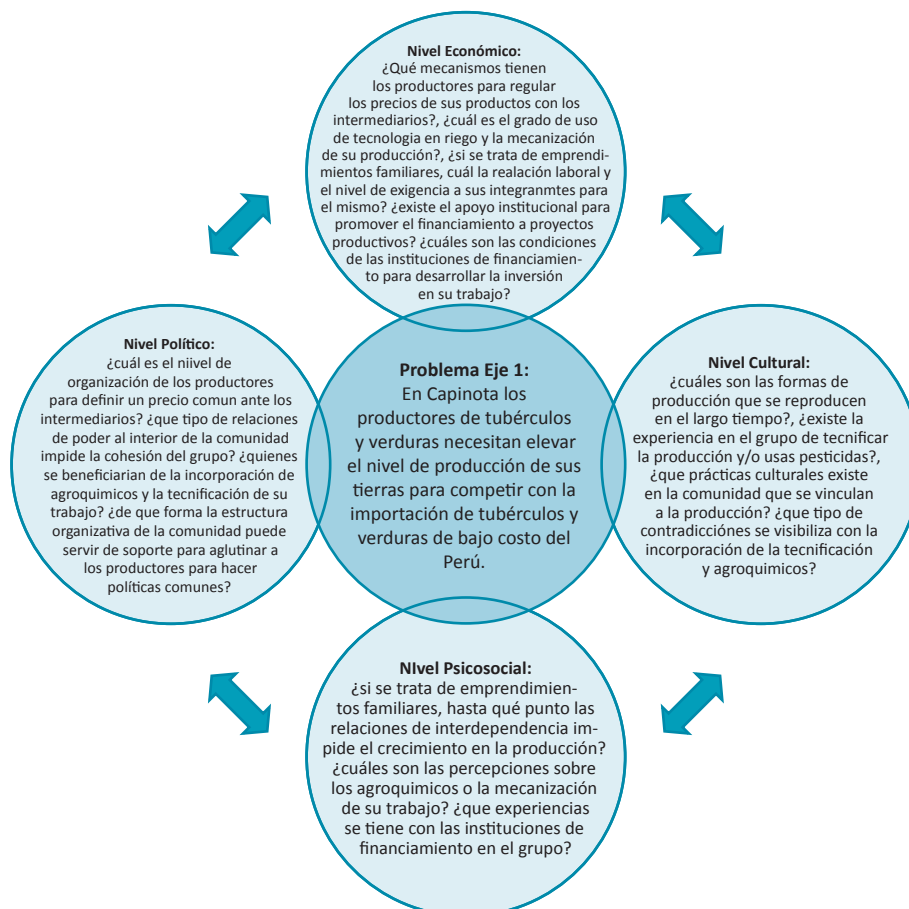 Nivel Económico:
¿Qué mecanismos tienen
los productores para regular
los precios de sus productos con los
intermediarios?, ¿cuál es el grado de uso
de tecnologia en riego y la mecanización
de su producción?, ¿si se trata de emprendi-
mientos familiares, cuál la realación laboral y
el nivel de exigencia a sus integranmtes para
el mismo? ¿existe el apoyo institucional para
promover el financiamiento a proyectos
productivos? ¿cuáles son las condiciones
de las instituciones de financiamien-
to para desarrollar la inversión
en su trabajo?
Nivel Político:
¿cuál es el niivel de
organización de los productores
para definir un precio comun ante los
intermediarios? ¿que tipo de relaciones
de poder al interior de la comunidad
impide la cohesión del grupo? ¿quienes
se beneficiarian de la incorporación de
agroquimicos y la tecnificación de su
trabajo? ¿de que forma la estructura
organizativa de la comunidad puede
servir de soporte para aglutinar a
los productores para hacer
políticas comunes?
Problema Eje 1:
En Capinota los
productores de tubérculos
y verduras necesitan elevar
el nivel de producción de sus
tierras para competir con la
importación de tubérculos y
verduras de bajo costo del
Perú.
Nivel Cultural:
¿cuáles son las formas de
producción que se reproducen
en el largo tiempo?, ¿existe la
experiencia en el grupo de tecnificar
la producción y/o usas pesticidas?,
¿que prácticas culturales existe
en la comunidad que se vinculan
a la producción? ¿que tipo de
contradicciónes se visibiliza con la
incorporación de la tecnificación
y agroquimicos?
NIvel Psicosocial:
¿si se trata de emprendimien-
tos familiares, hasta qué punto las
relaciones de interdependencia im-
pide el crecimiento en la producción?
¿cuáles son las percepciones sobre
los agroquimicos o la mecanización
de su trabajo? ¿que experiencias
se tiene con las instituciones de
financiamiento en el grupo?